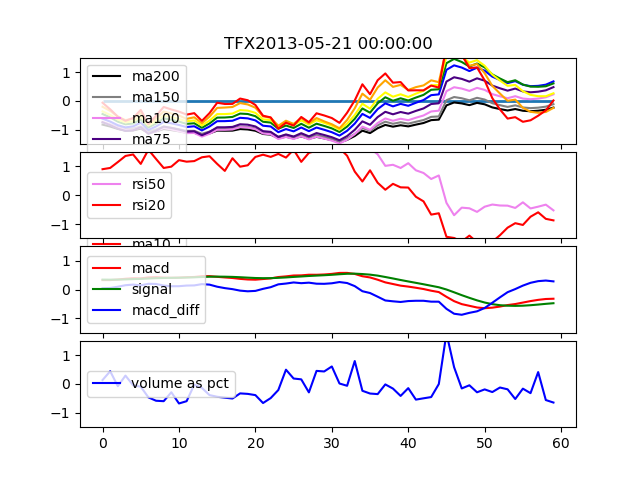 TFX2013-05-21 00:00:00
1
0
−1
ma200
ma150
ma100
ma75
1
0
−1
rsi50
rsi20
ma10
1
0
−1
macd
signal
macd_diff
1
0
−1
volume as pct
0 10 20 30 40 50 60